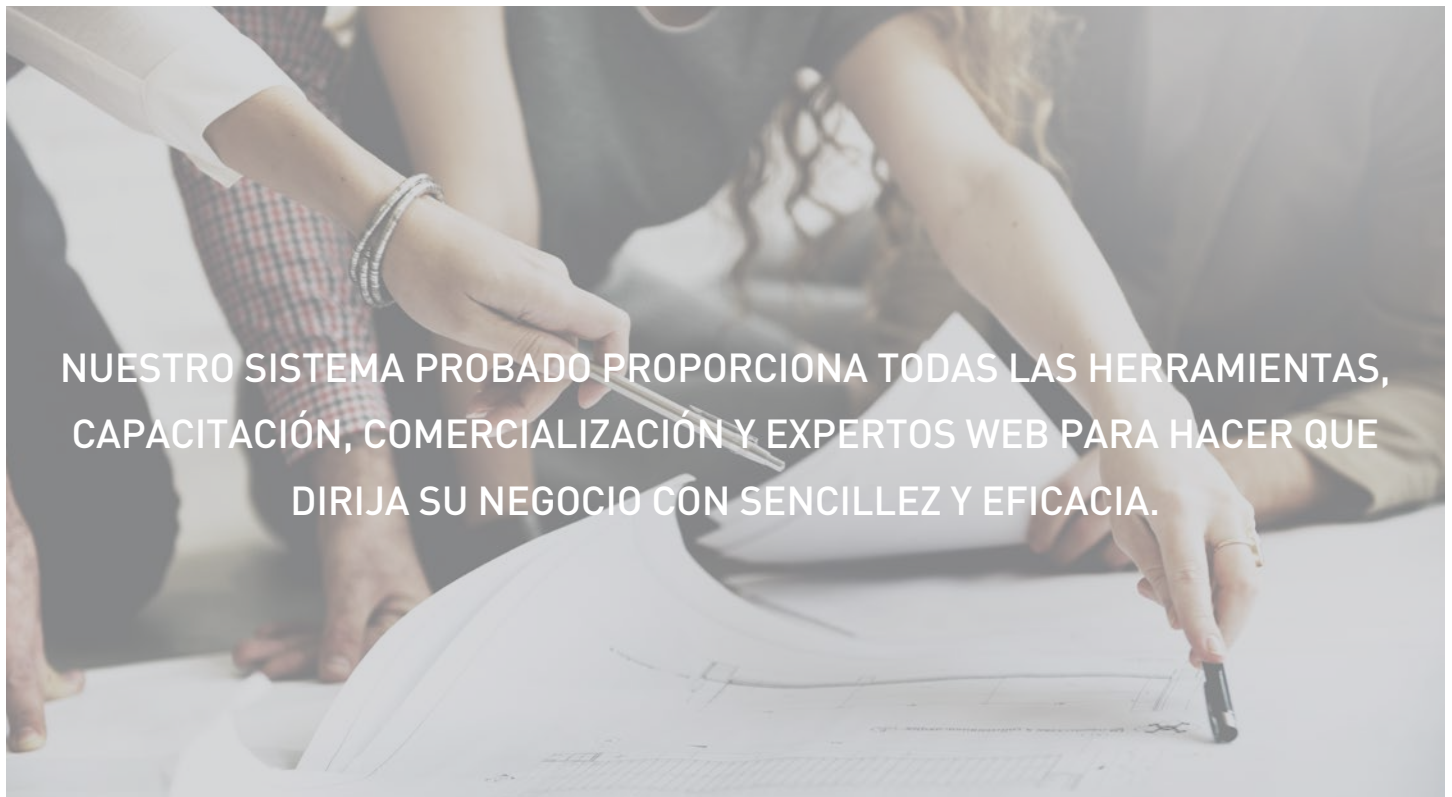 NUESTRO SISTEMA PROBADO PROPORCIONA TODAS LAS HERRAMIENTAS,
CAPACITACIÓN, COMERCIALIZACIÓN Y EXPERTOS WEB PARA HACER QUE
DIRIJA SU NEGOCIO CON SENCILLEZ Y EFICACIA.